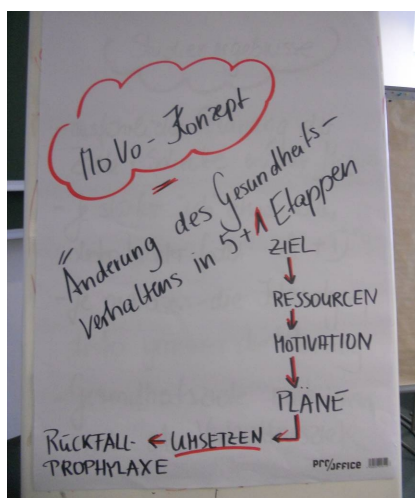 MoVo-Konzept
"Änderung des Gesundheits-
verhaltens in 5+1 Etappen
ZIEL
RESSOURCEN
MOTIVATION
PLÄNE
RÜCKFALL- ← UMSETZEN
PROPHYLAXE
pro/office